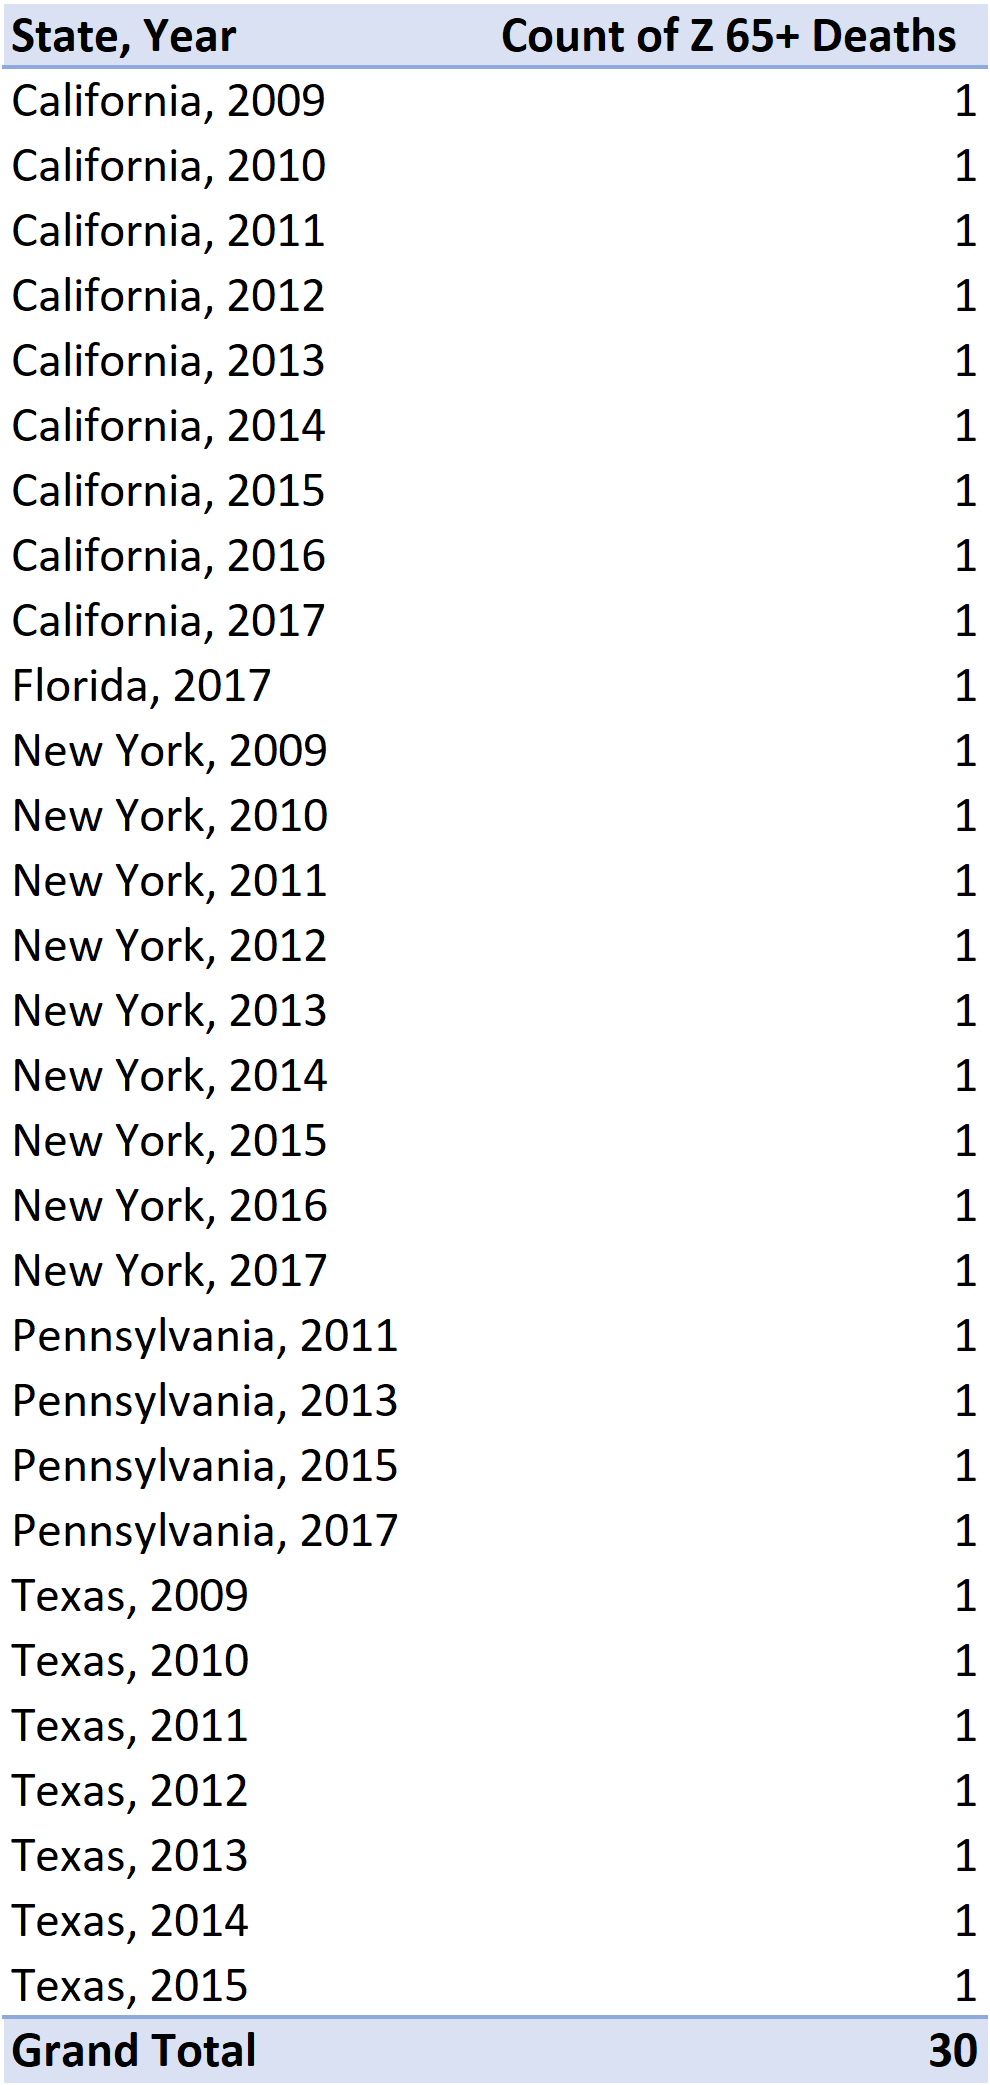 State, Year Count of Z 65+ Deaths
California, 2009 1
California, 2010 1
California, 2011 1
California, 2012 1
California, 2013 1
California, 2014 1
California, 2015 1
California, 2016 1
California, 2017 1
Florida, 2017 1
New York, 2009 1
New York, 2010 1
New York, 2011 1
New York, 2012 1
New York, 2013 1
New York, 2014 1
New York, 2015 1
New York, 2016 1
New York, 2017 1
Pennsylvania, 2011 1
Pennsylvania, 2013 1
Pennsylvania, 2015 1
Pennsylvania, 2017 1
Texas, 2009 1
Texas, 2010 1
Texas, 2011 1
Texas, 2012 1
Texas, 2013 1
Texas, 2014 1
Texas, 2015 1
Grand Total 30